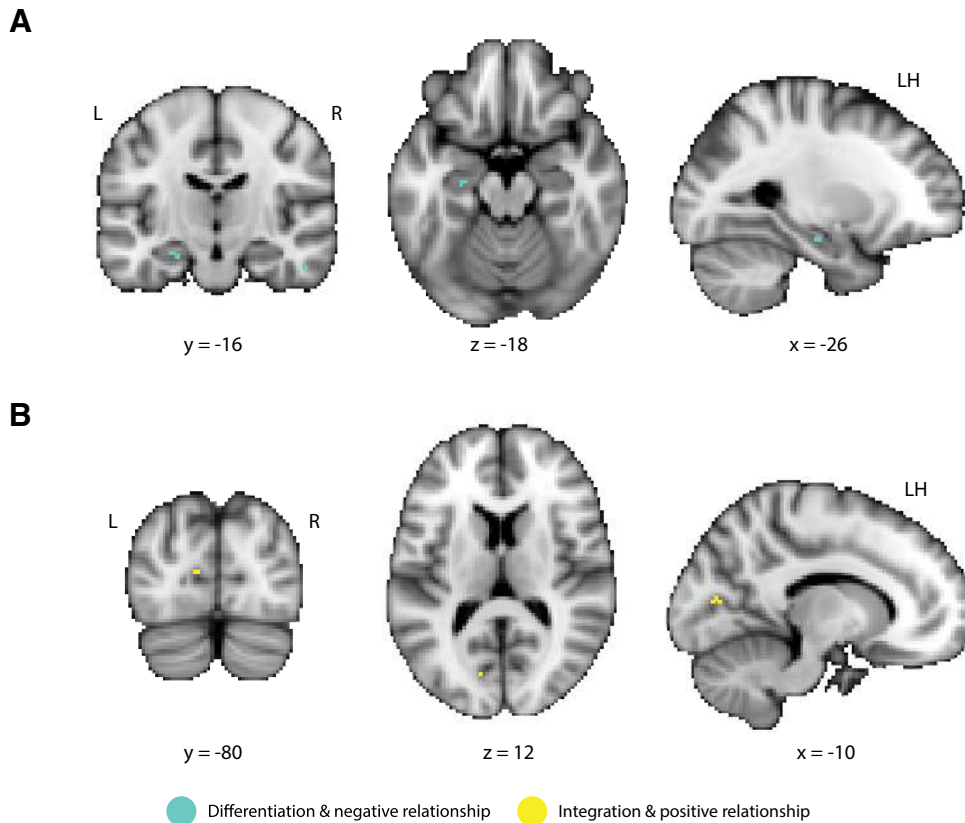 A
L
R
LH
y = -16
z = -18
x = -26
B
L
R
LH
y = -80
z = 12
x = -10
Differentiation & negative relationship
Integration & positive relationship